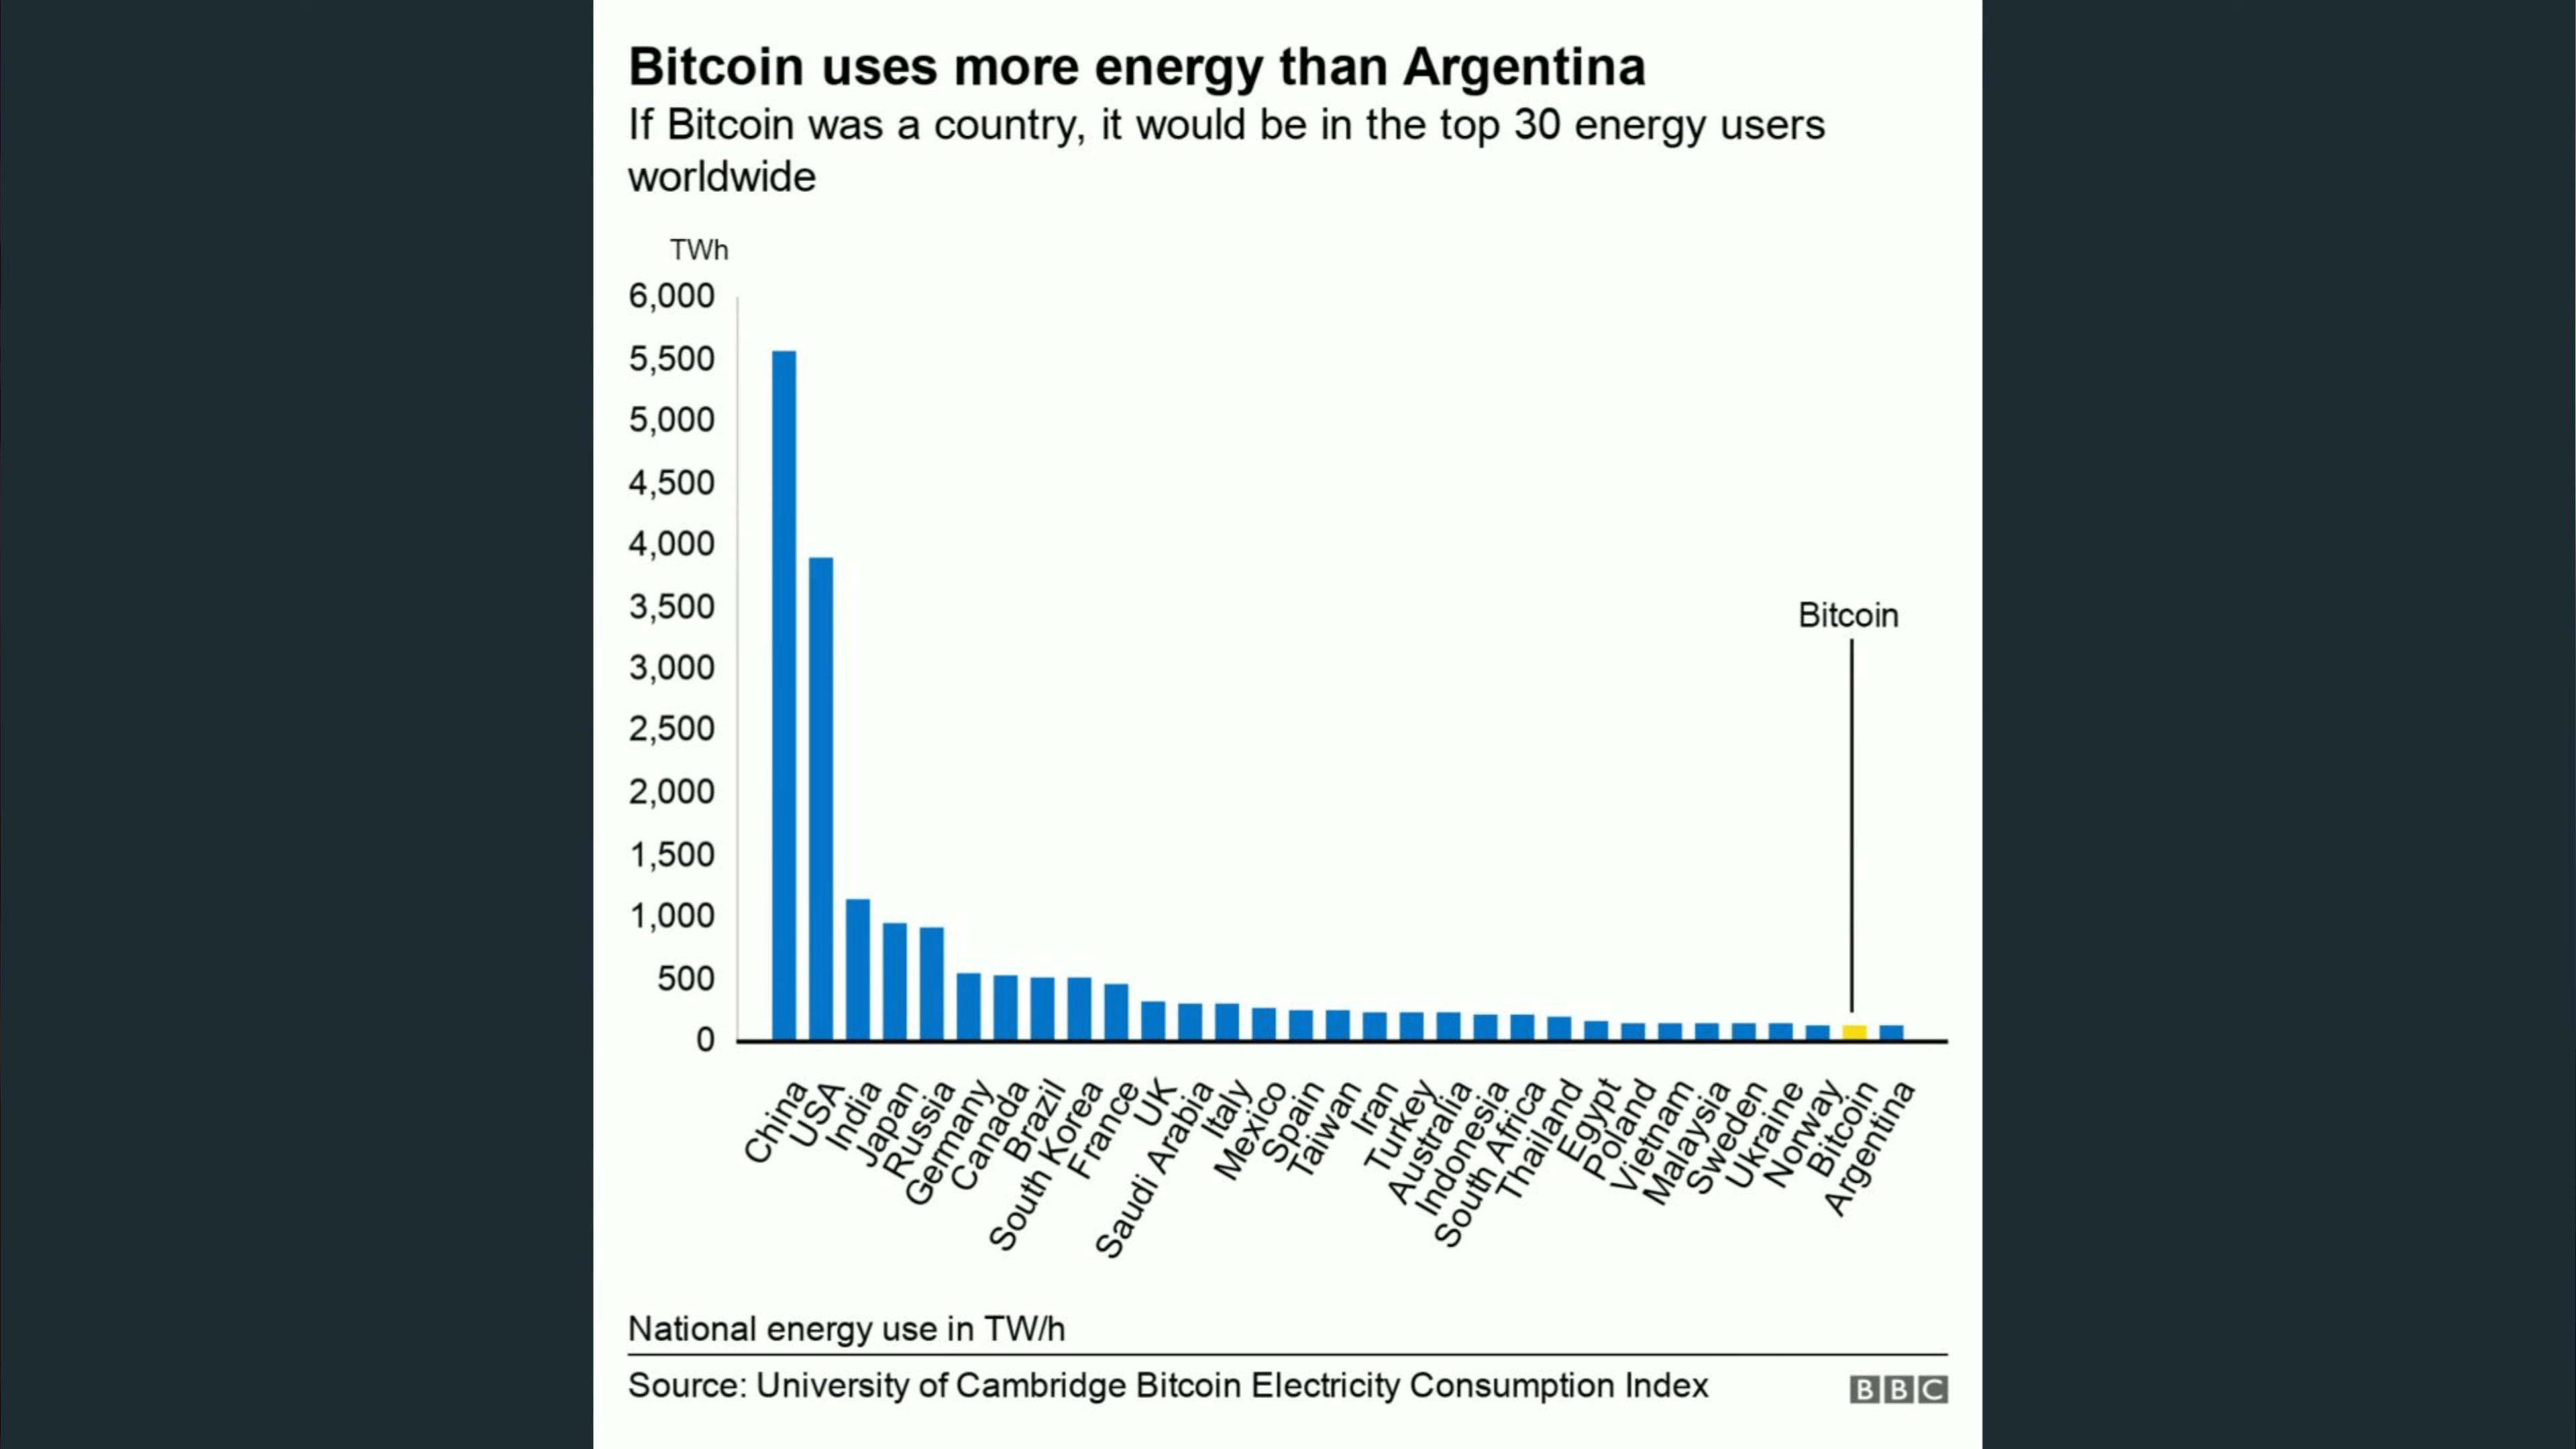 Bitcoin uses more energy than Argentina
If Bitcoin was a country, it would be in the top 30 energy users
worldwide
TWh
6,000
5,500
5,000
4,500
4,000
3,500
3,000
2,500
2,000
1,500
1,000
500
0
Bitcoin
China
USA
India
Japan
Russia
Germany
Canada
Brazil
South Korea
France
UK
Saudi Arabia
Italy
Mexico
Spain
Taiwan
Iran
Turkey
Australia
Indonesia
South Africa
Thailand
Egypt
Poland
Vietnam
Malaysia
Sweden
Ukraine
Norway
Bitcoin
Argentina
National energy use in TW/h
Source: University of Cambridge Bitcoin Electricity Consumption Index
BBC